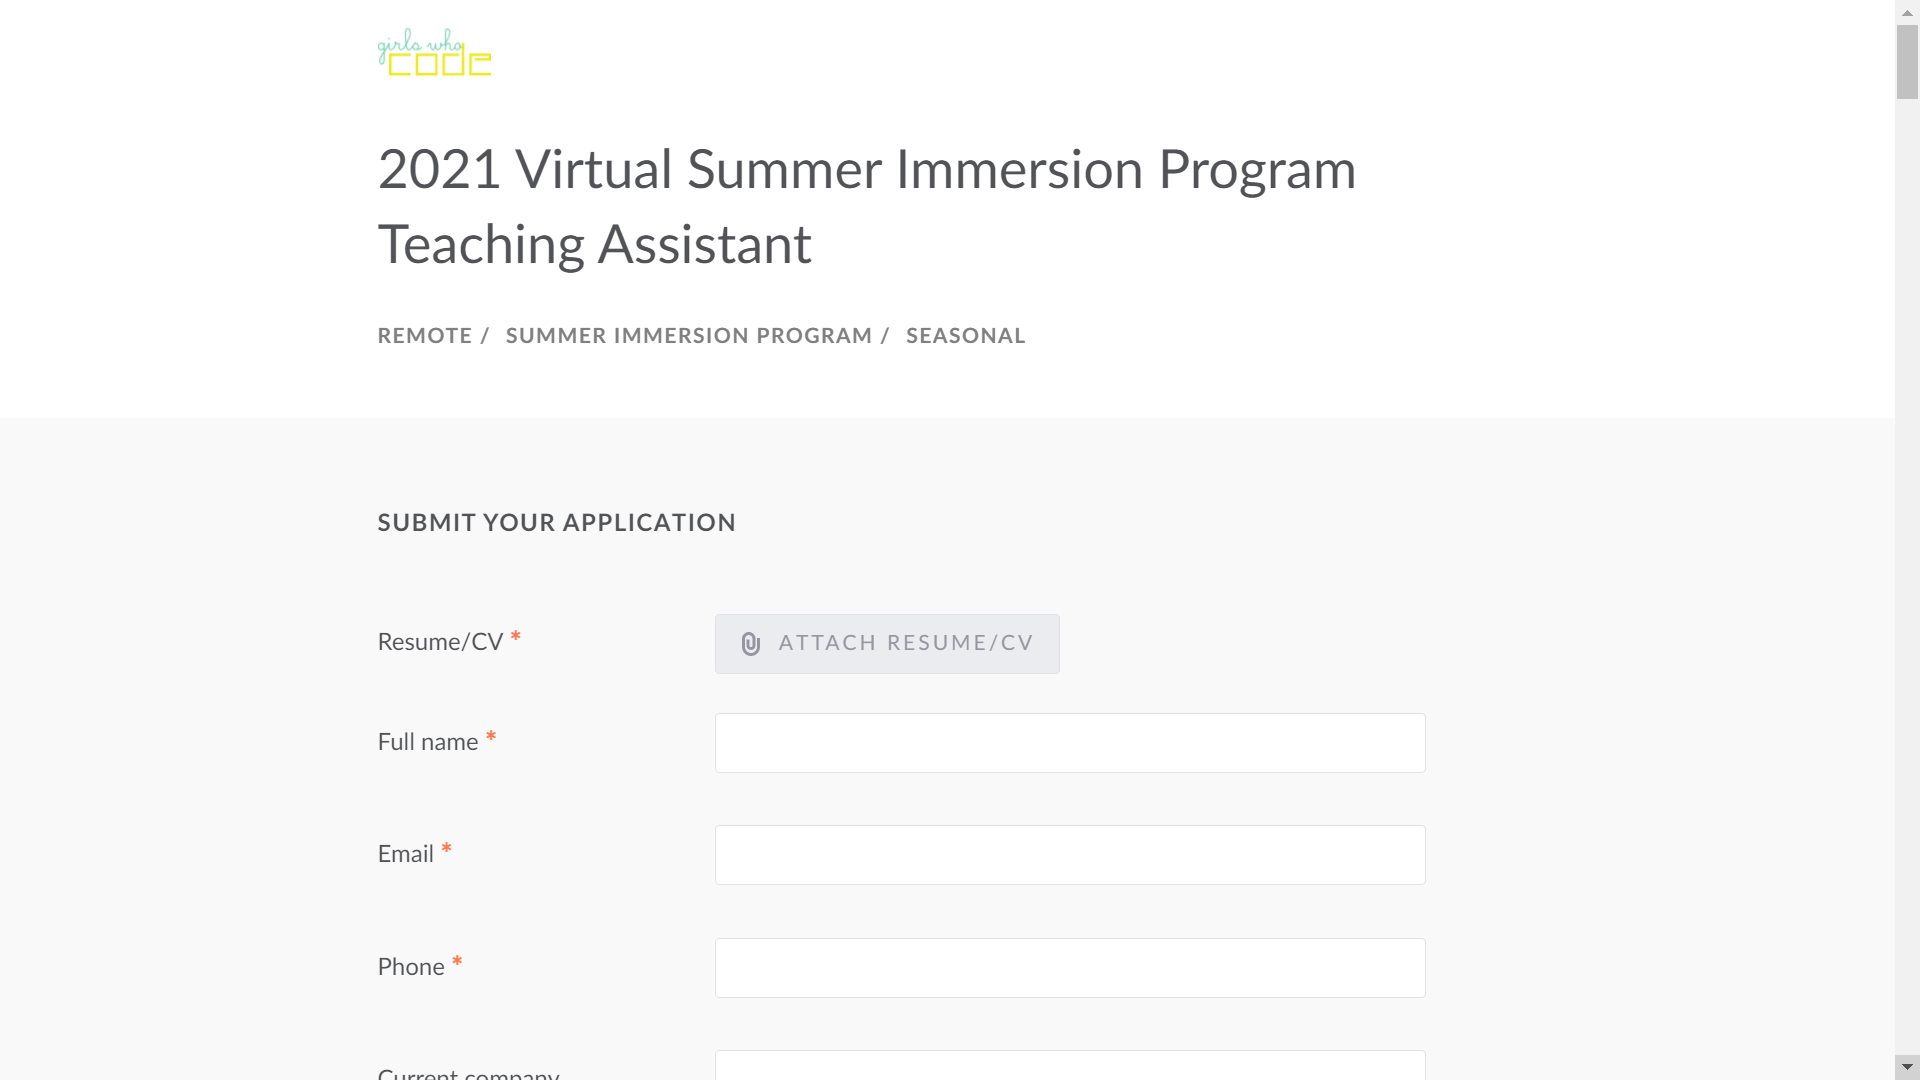 girls who
CODE
2021 Virtual Summer Immersion Program
Teaching Assistant
REMOTE / SUMMER IMMERSION PROGRAM / SEASONAL
SUBMIT YOUR APPLICATION
Resume/CV *
ATTACH RESUME/CV
Full name *
Email *
Phone *
Current company